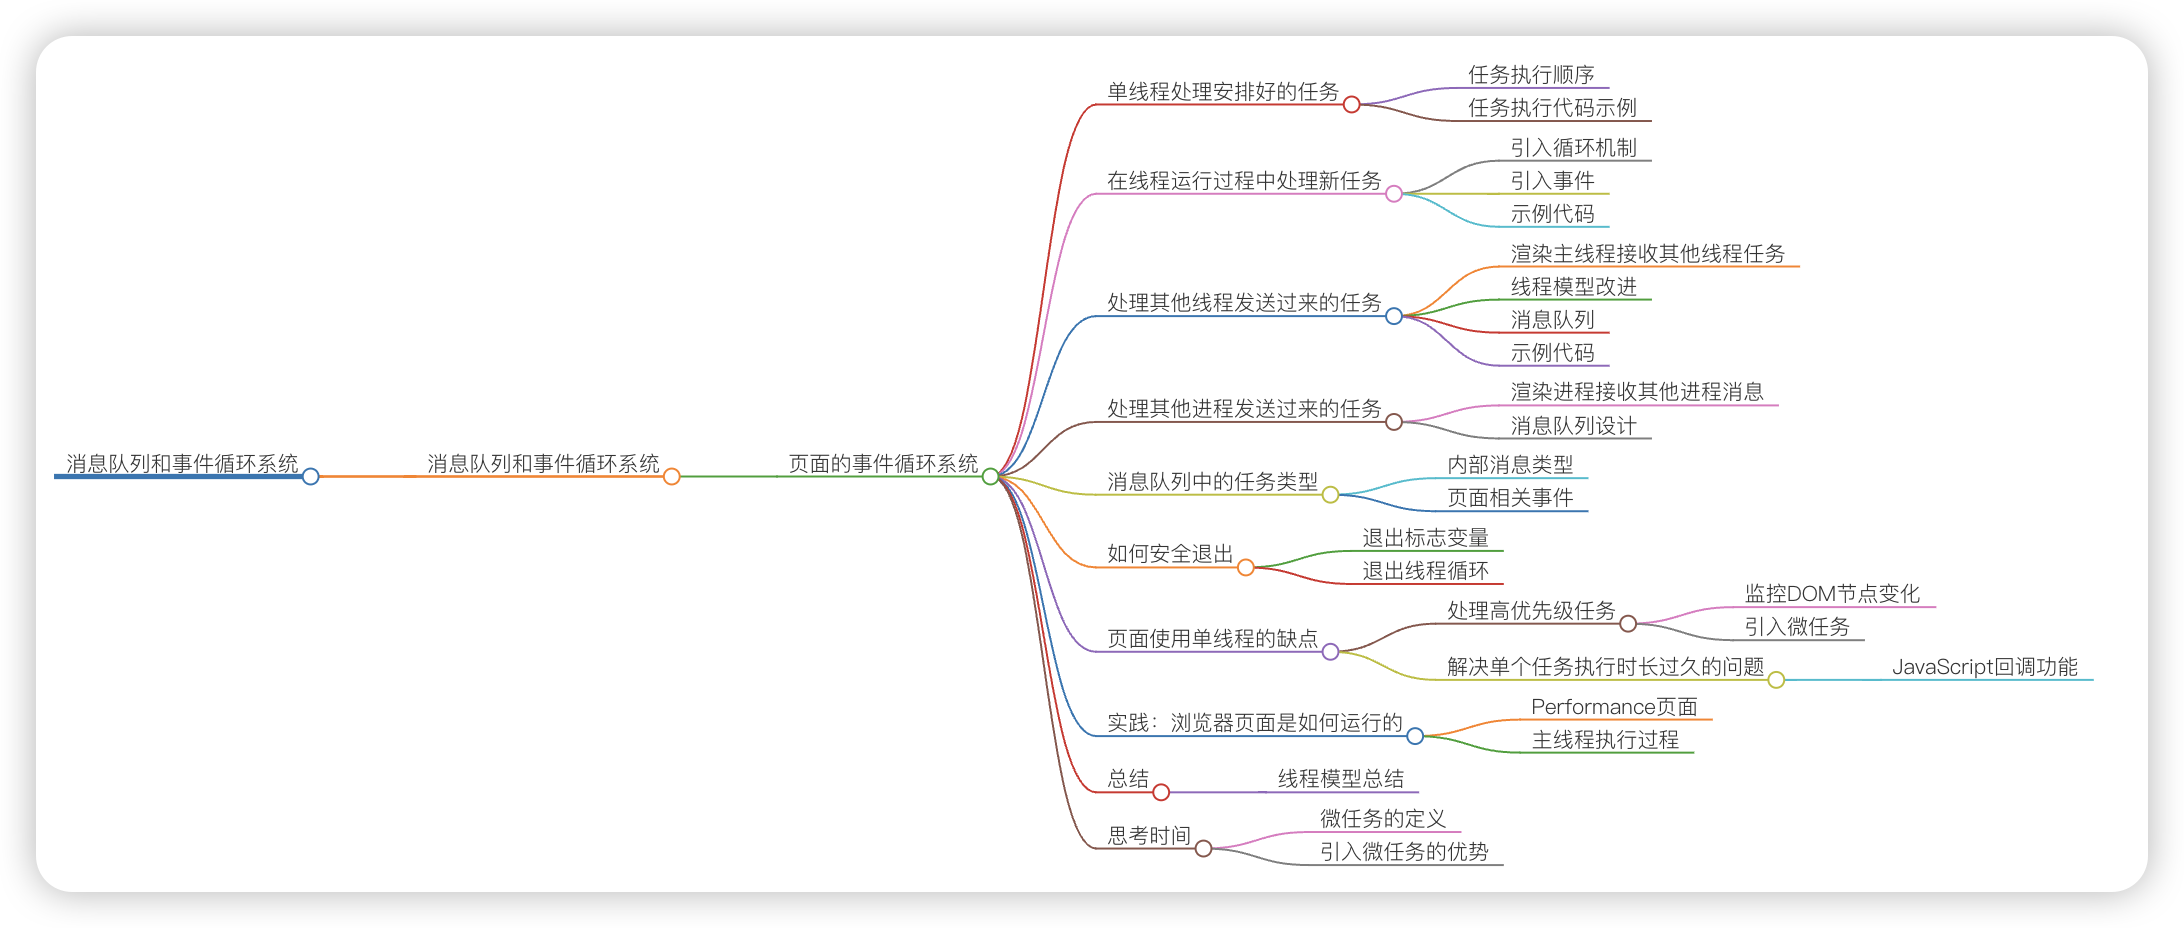 消息队列和事件循环系统
消息队列和事件循环系统
页面的事件循环系统
单线程处理安排好的任务
任务执行顺序
任务执行代码示例
在线程运行过程中处理新任务
引入循环机制
引入事件
示例代码
处理其他线程发送过来的任务
渲染主线程接收其他线程任务
线程模型改进
消息队列
示例代码
处理其他进程发送过来的任务
渲染进程接收其他进程消息
消息队列设计
消息队列中的任务类型
内部消息类型
页面相关事件
如何安全退出
退出标志变量
退出线程循环
页面使用单线程的缺点
处理高优先级任务
监控DOM节点变化
引入微任务
解决单个任务执行时长过久的问题
JavaScript回调功能
实践：浏览器页面是如何运行的
Performance页面
主线程执行过程
总结
线程模型总结
思考时间
微任务的定义
引入微任务的优势